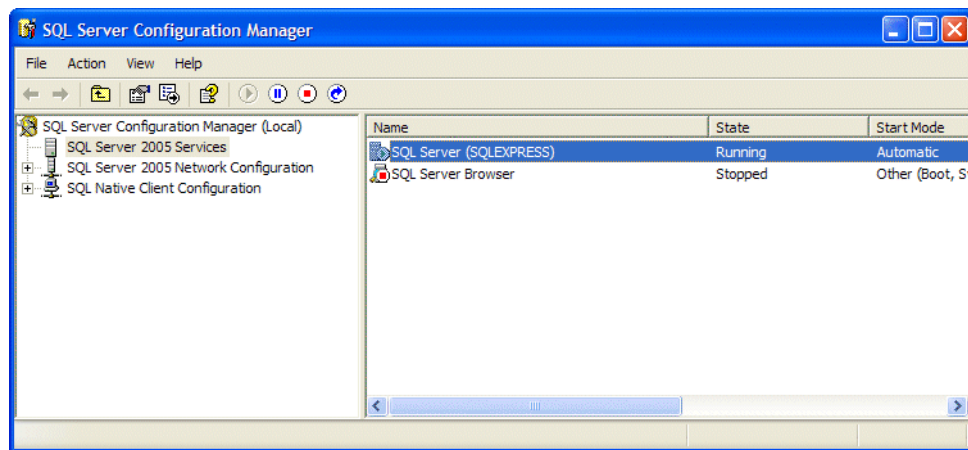 SQL Server Configuration Manager
File Action View Help
SQL Server Configuration Manager (Local)
SQL Server 2005 Services
SQL Server 2005 Network Configuration
SQL Native Client Configuration
Name State Start Mode
SQL Server (SQLEXPRESS) Running Automatic
SQL Server Browser Stopped Other (Boot, S